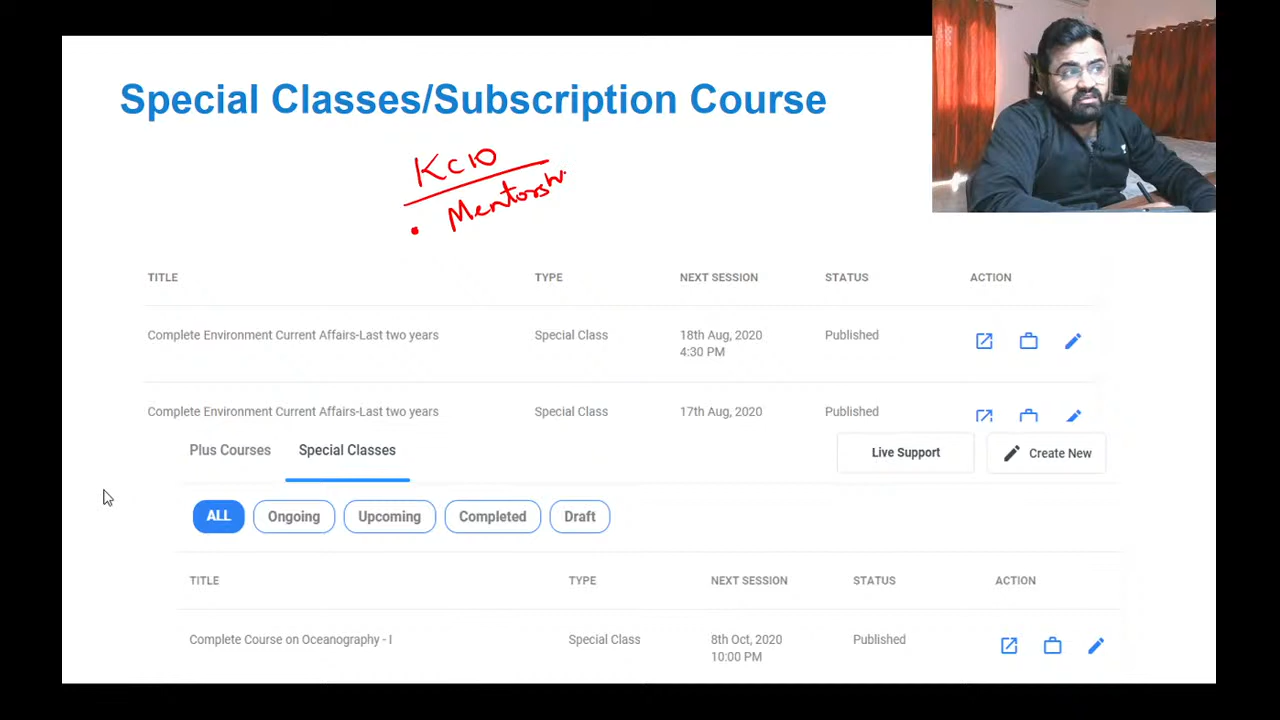 Special Classes/Subscription Course
KC10
TITLE TYPE NEXT SESSION STATUS ACTION
Complete Environment Current Affairs-Last two years Special Class 18th Aug, 2020 Published
4:30 PM
Complete Environment Current Affairs-Last two years Special Class 17th Aug, 2020 Published
Plus Courses Special Classes Live Support Create New
ALL Ongoing Upcoming Completed Draft
TITLE TYPE NEXT SESSION STATUS ACTION
Complete Course on Oceanography - I Special Class 8th Oct, 2020 Published
10:00 PM